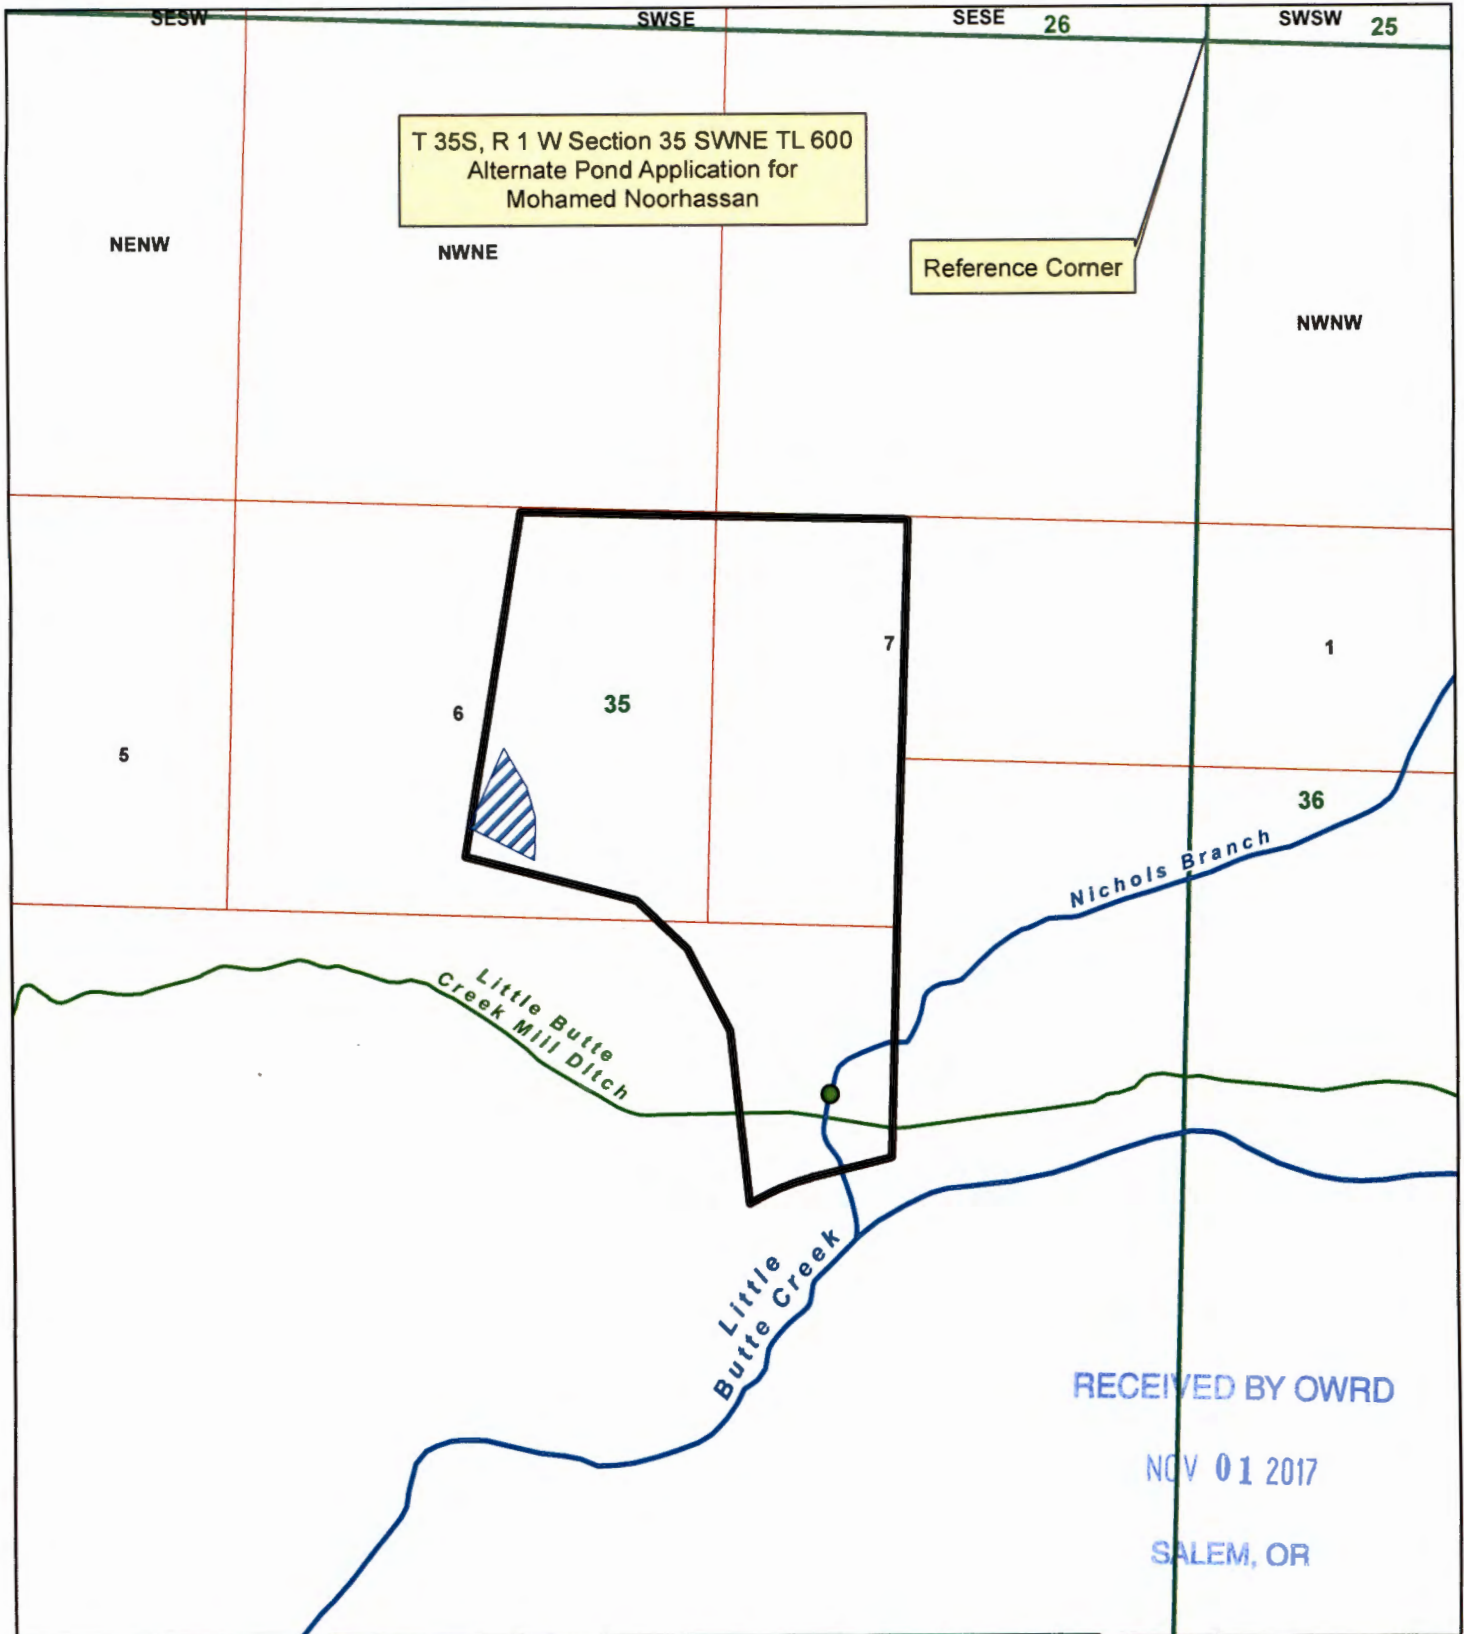 SESW
SWSE
SESE
26
SWSW
25
T 35S, R 1 W Section 35 SWNE TL 600
Alternate Pond Application for
Mohamed Noorhassan
NENW
NWNE
Reference Corner
NWNW
7
1
6
35
5
36
Nichols Branch
Little Butte
Creek Mill Ditch
Little
Butte Creek
RECEIVED BY OWRD
NOV 01 2017
SALEM, OR